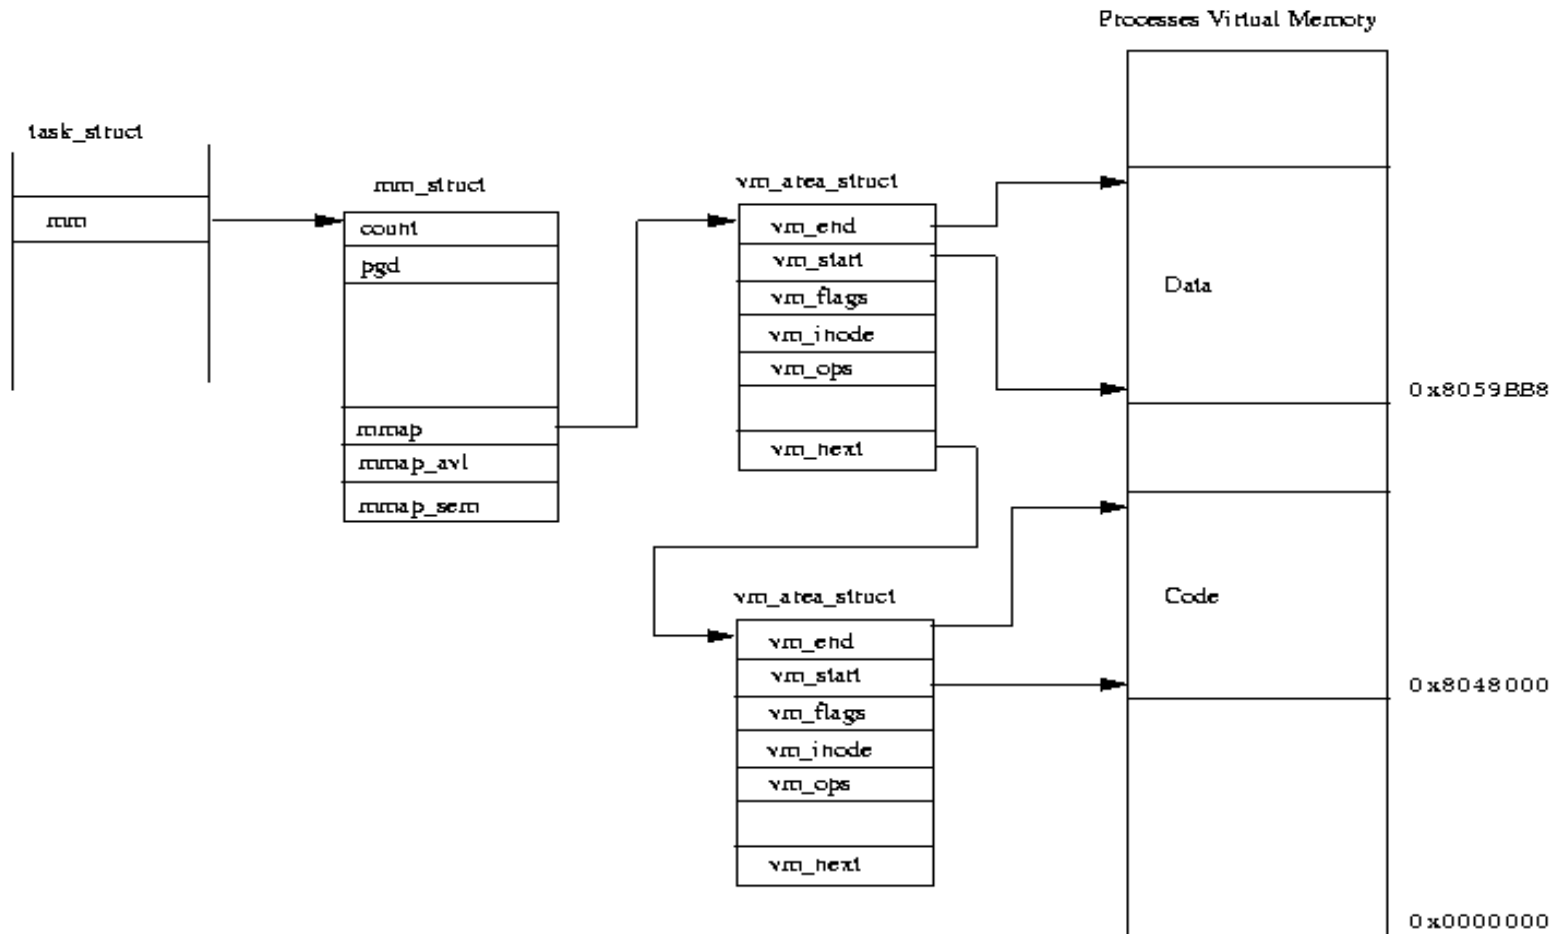 Processes Virtual Memory
task_struct
mm
mm_struct
count
pgd
mmap
mmap_avl
mmap_sem
vm_area_struct
vm_end
vm_start
vm_flags
vm_inode
vm_ops
vm_next
vm_area_struct
vm_end
vm_start
vm_flags
vm_inode
vm_ops
vm_next
Data
0x8059BB8
Code
0x8048000
0x0000000